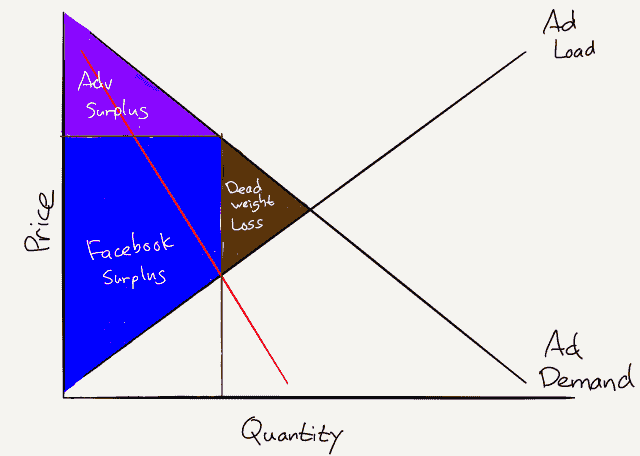 Ad
Load
Adv
Surplus
Dead
weight
Loss
Price
Facebook
Surplus
Ad
Demand
Quantity